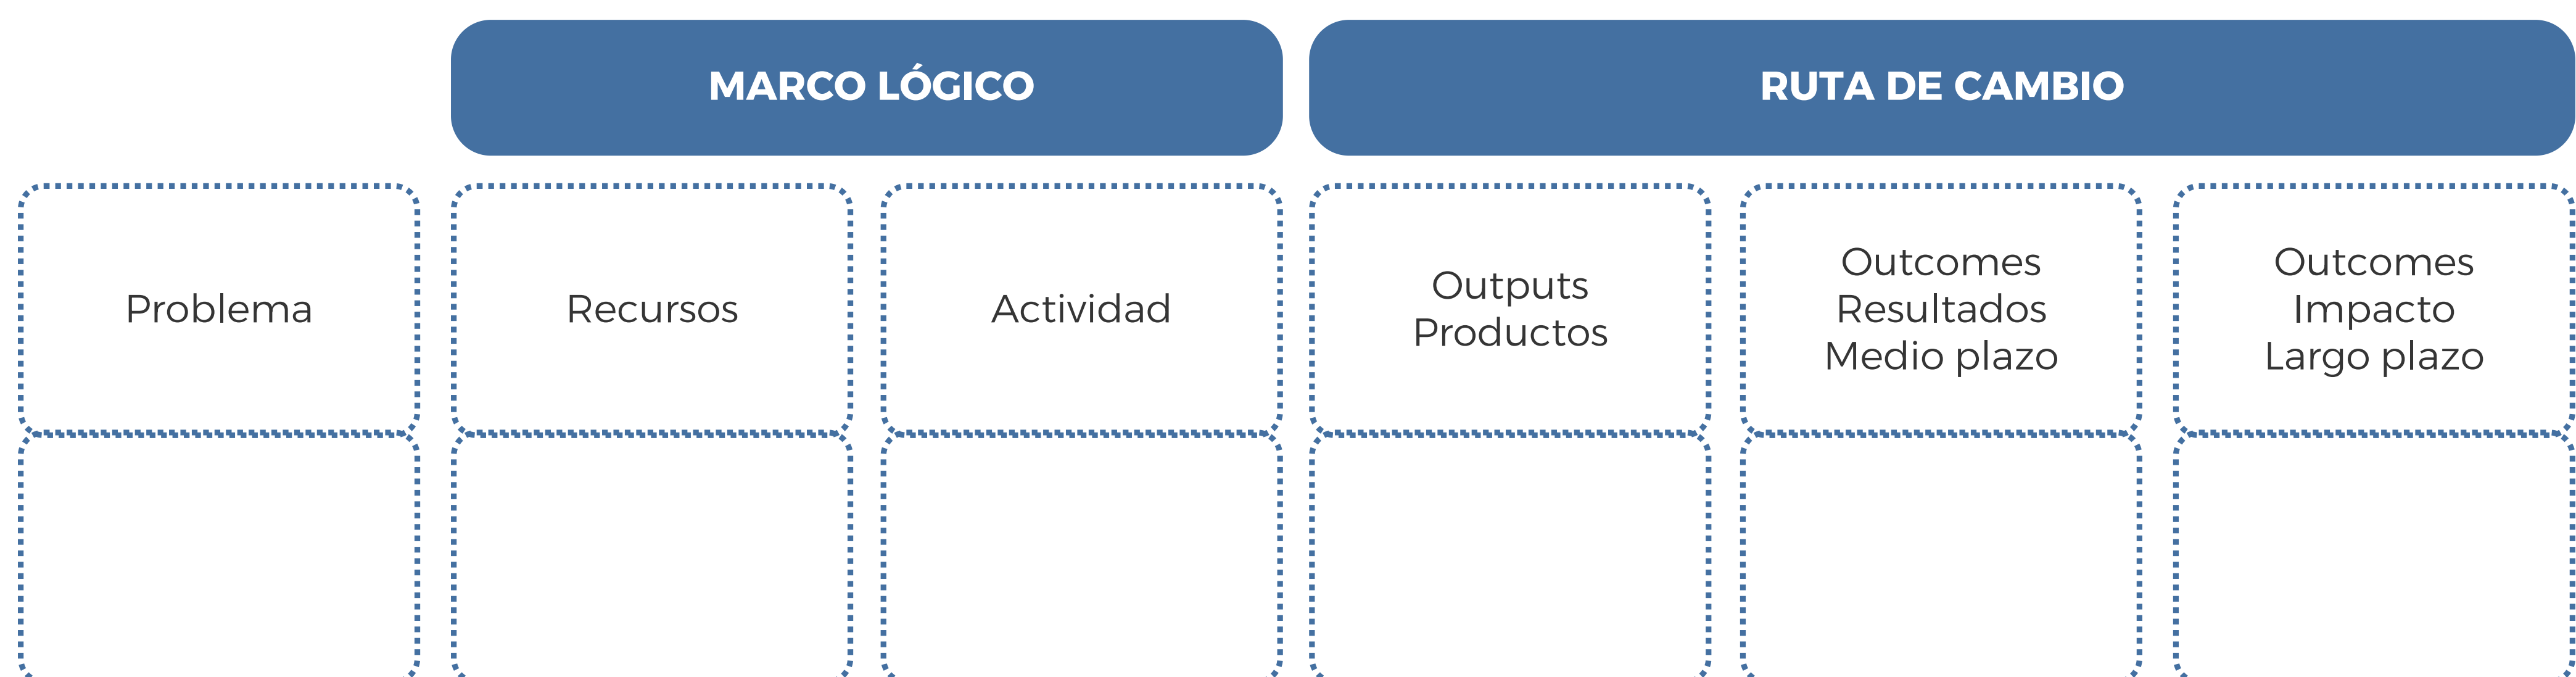 MARCO LÓGICO
RUTA DE CAMBIO
Problema
Recursos
Actividad
Outputs
Productos
Outcomes
Resultados
Medio plazo
Outcomes
Impacto
Largo plazo